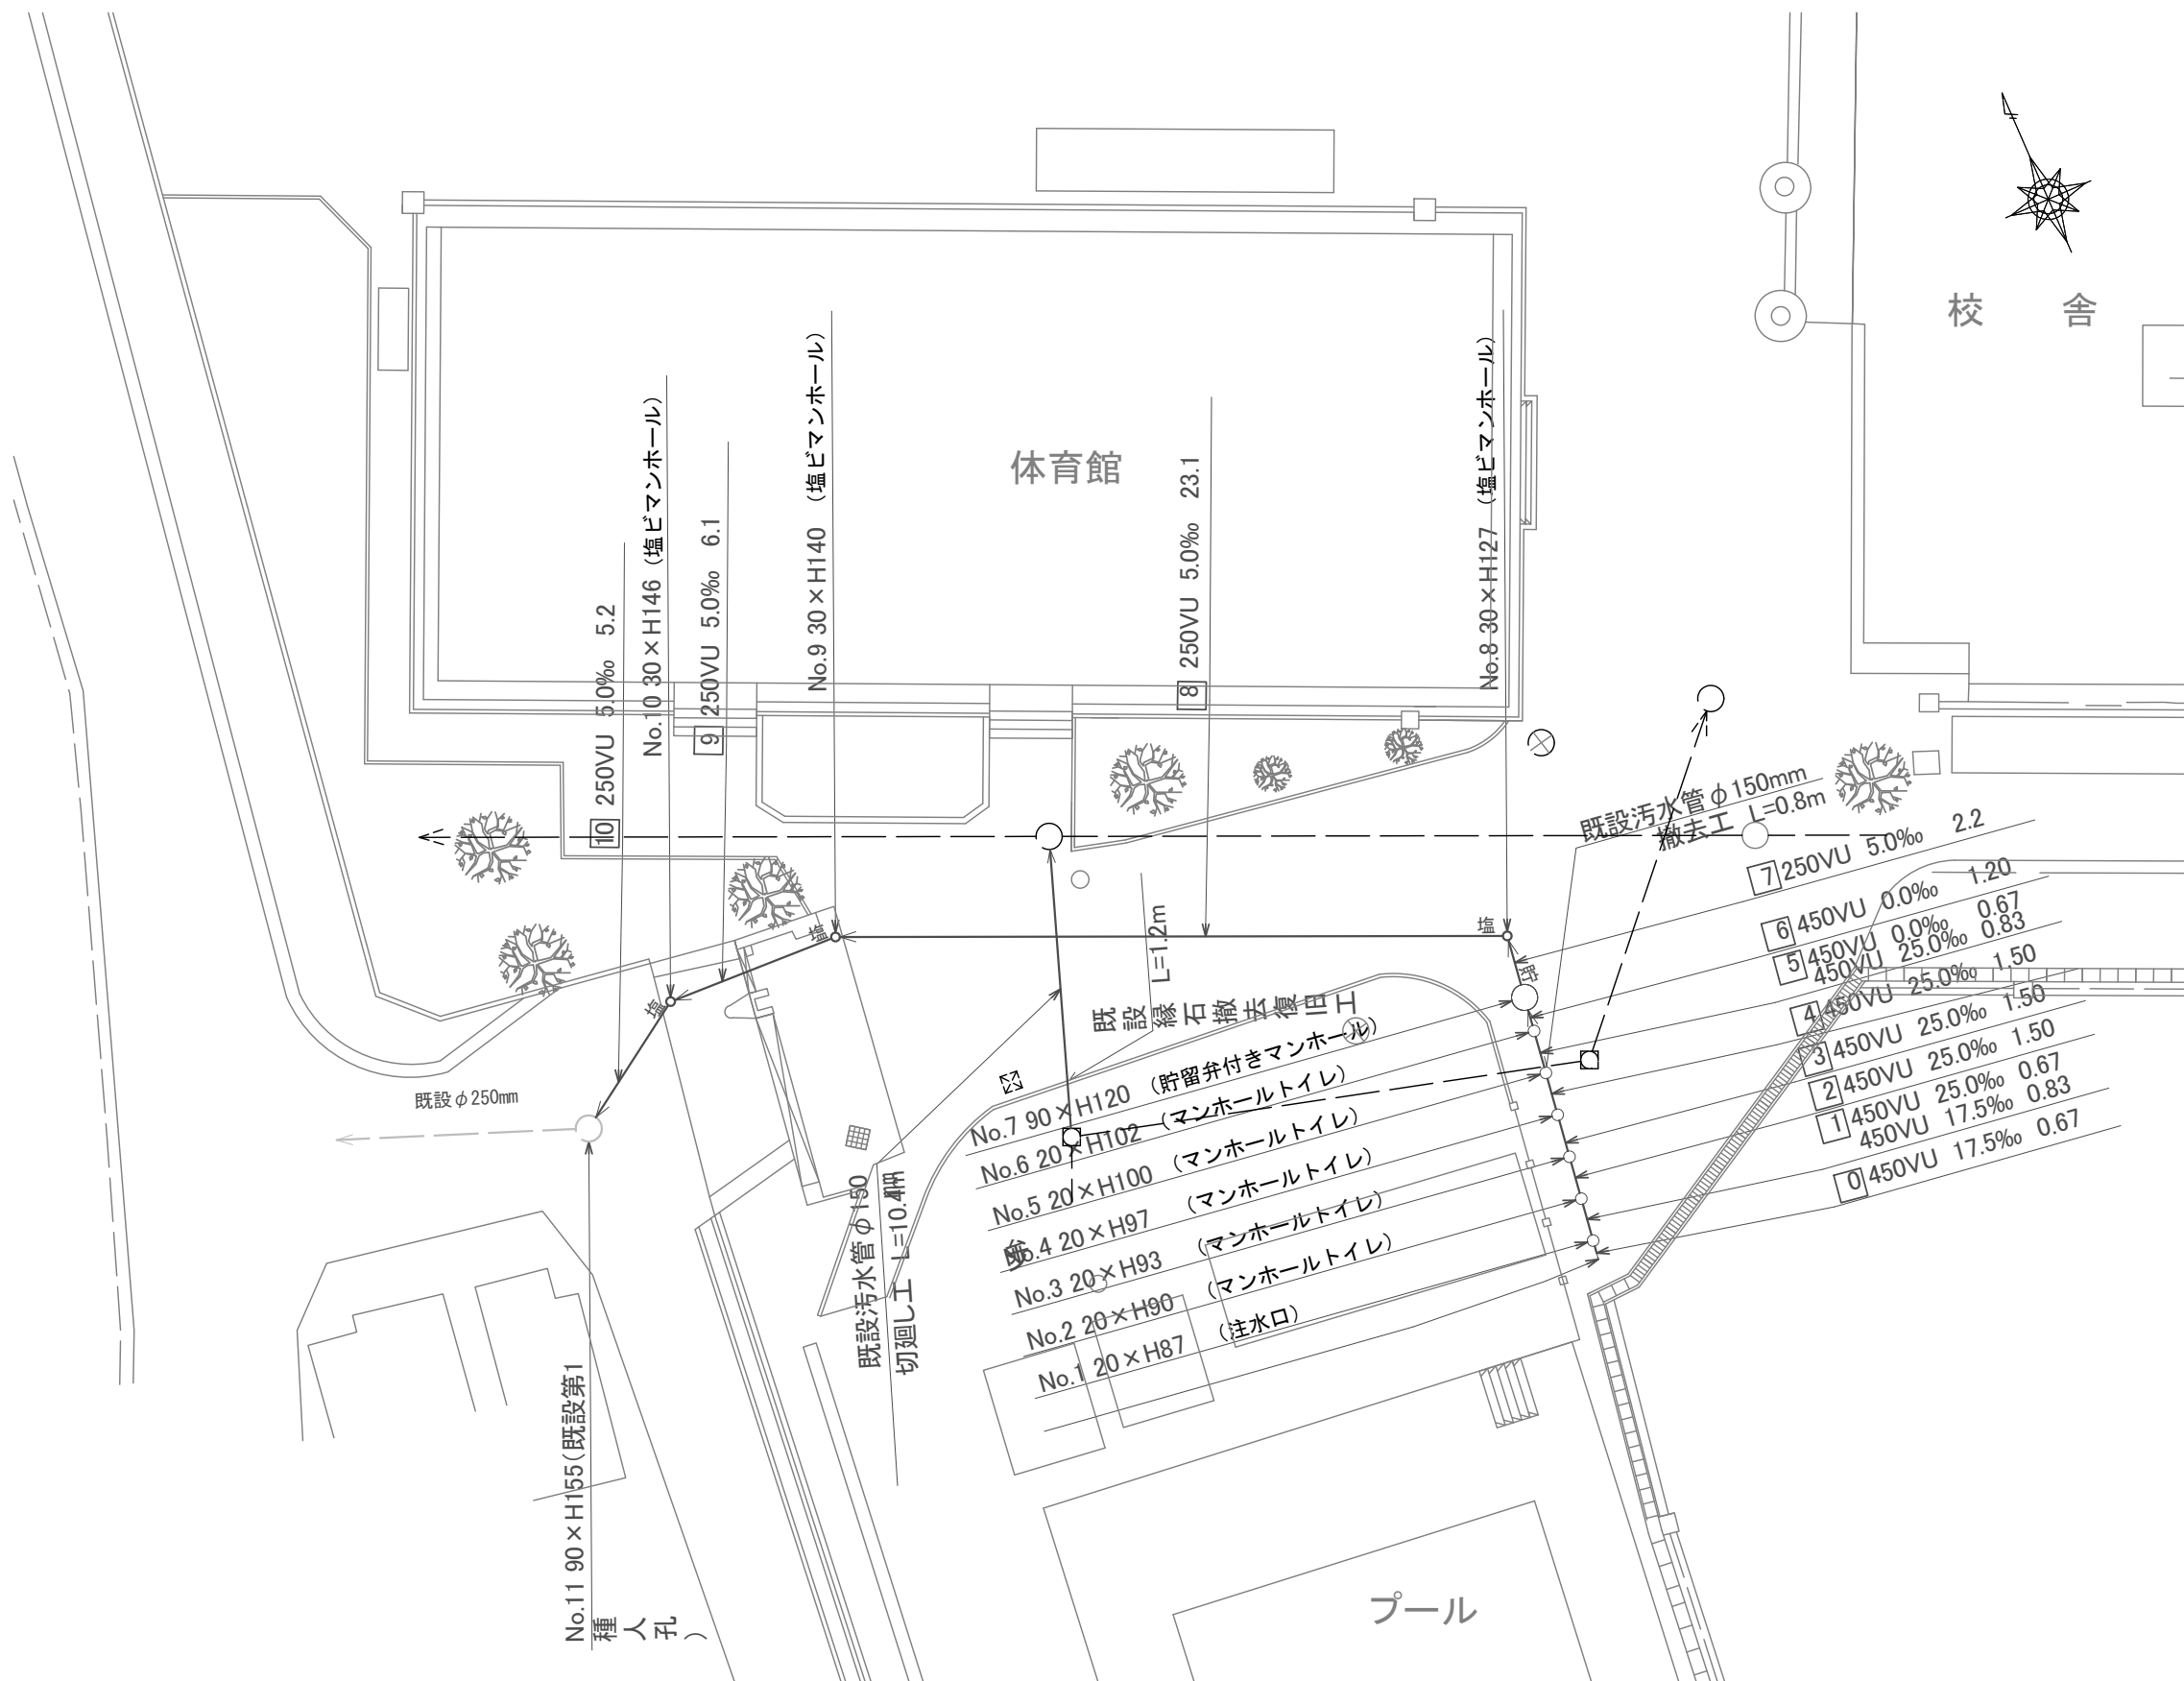 校 舎
体育館
No.10 30×H146 (塩ビマンホール)
No.9 30×H140 (塩ビマンホール)
No.8 30×H127 (塩ビマンホール)
10 250VU 5.0‰ 5.2
9 250VU 5.0‰ 6.1
8 250VU 5.0‰ 23.1
既設汚水管φ150mm
撤去工 L=0.8m
7 250VU 5.0‰ 2.2
6 450VU 0.0‰ 1.20
5 450VU 0.0‰ 0.67
450VU 25.0‰ 0.83
4 450VU 25.0‰ 1.50
3 450VU 25.0‰ 1.50
2 450VU 25.0‰ 1.50
1 450VU 25.0‰ 0.67
450VU 17.5‰ 0.83
0 450VU 17.5‰ 0.67
塩
塩
塩
貯
既設縁石撤去復旧工
L=1.2m
既設φ250mm
No.7 90×H120 (貯留弁付きマンホール)
No.6 20×H102 (マンホールトイレ)
No.5 20×H100 (マンホールトイレ)
No.4 20×H97 (マンホールトイレ)
No.3 20×H93 (マンホールトイレ)
No.2 20×H90 (マンホールトイレ)
No.1 20×H87 (注水口)
既設汚水管φ150mm
切廻し工 L=10.4m
No.11 90×H155(既設第1
種人孔)
プール